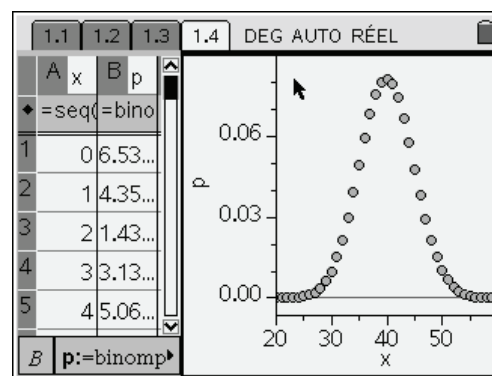 1.1 1.2 1.3 1.4 DEG AUTO RÉEL
A x B p
◆ =seq( =bino
1 0 6.53...
2 1 4.35...
3 2 1.43...
4 3 3.13...
5 4 5.06...
B p:=binomp▸
0.06
0.03
0.00
p
20 30 40 50
x